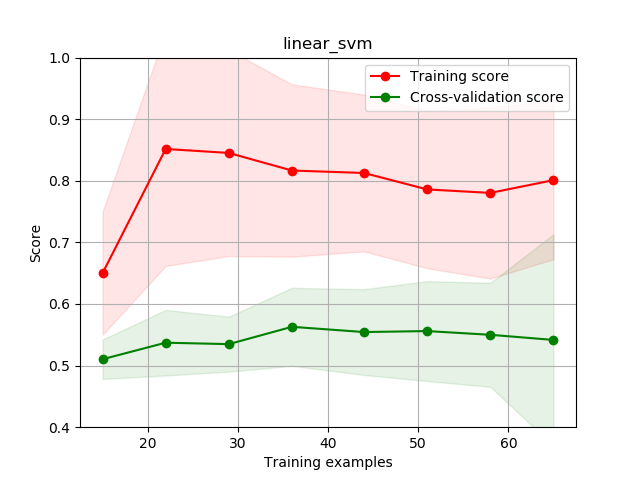 linear_svm
1.0
0.9
0.8
0.7
0.6
0.5
0.4
Score
Training score
Cross-validation score
20 30 40 50 60
Training examples